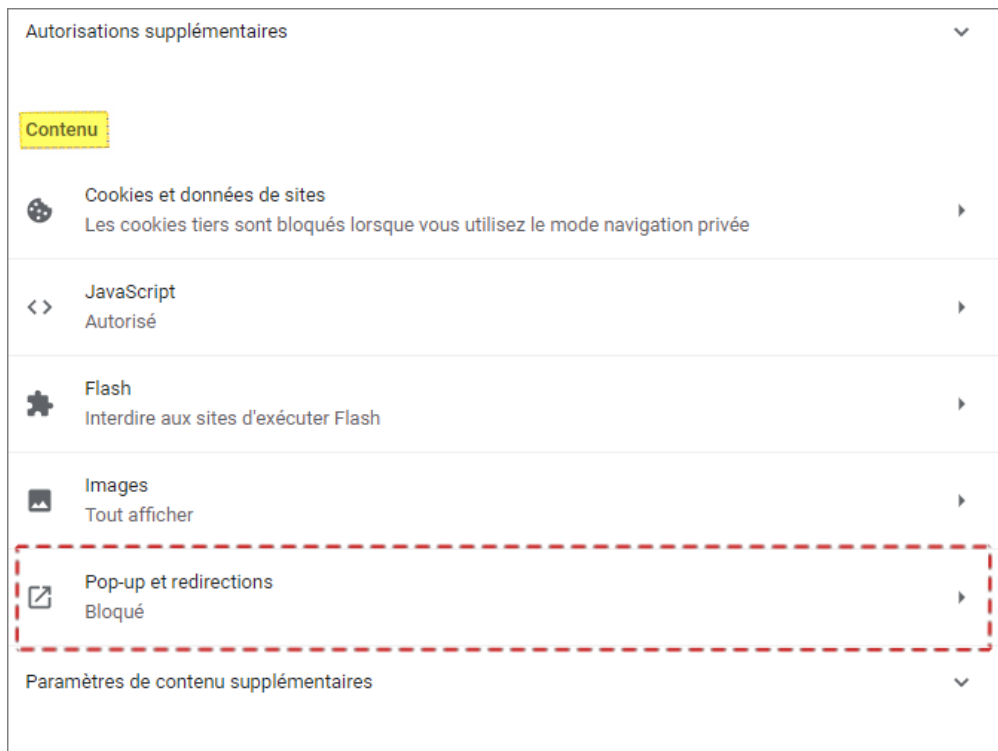 Autorisations supplémentaires
Contenu
Cookies et données de sites
Les cookies tiers sont bloqués lorsque vous utilisez le mode navigation privée
JavaScript
Autorisé
Flash
Interdire aux sites d'exécuter Flash
Images
Tout afficher
Pop-up et redirections
Bloqué
Paramètres de contenu supplémentaires